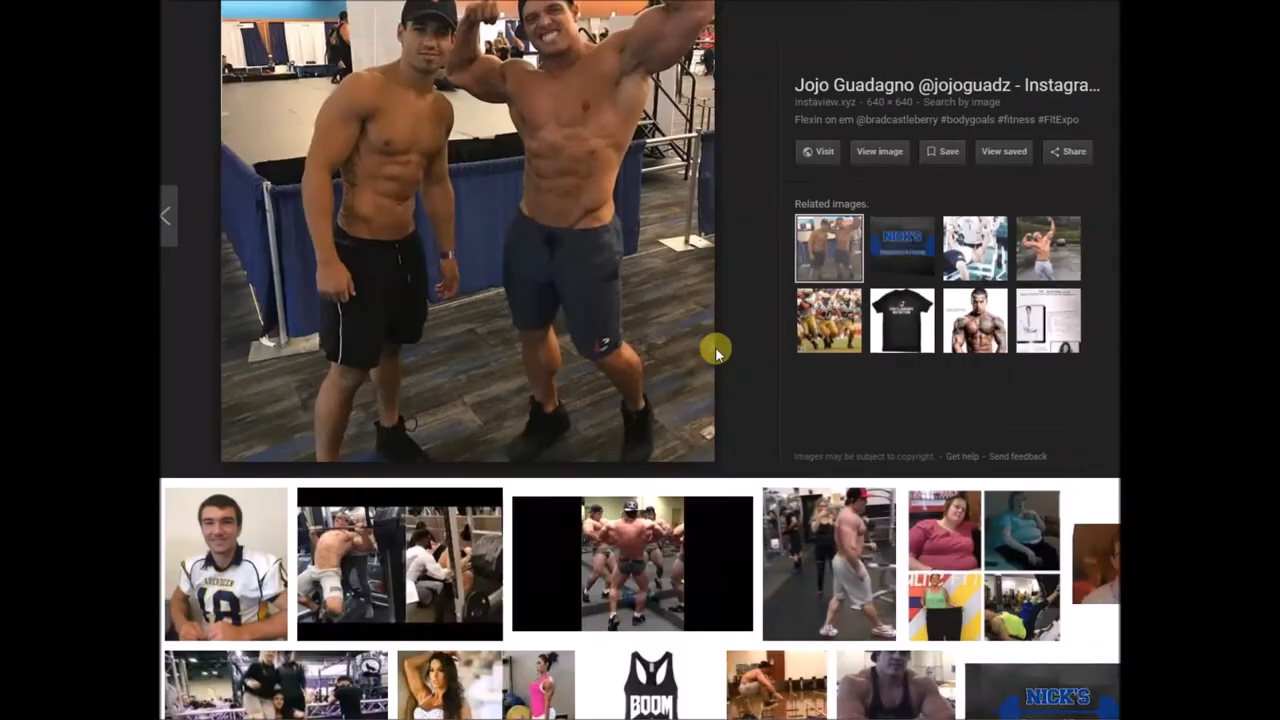 Jojo Guadagno @jojoguadz - Instagra...
instaview.xyz - 640 × 640 - Search by image
Flexin on em @bradcastleberry #bodygoals #fitness #FitExpo
Visit
View image
Save
View saved
Share
Related images:
NICK'S
Images may be subject to copyright. - Get help - Send feedback
ABERDEEN
18
BOOM
NICK'S